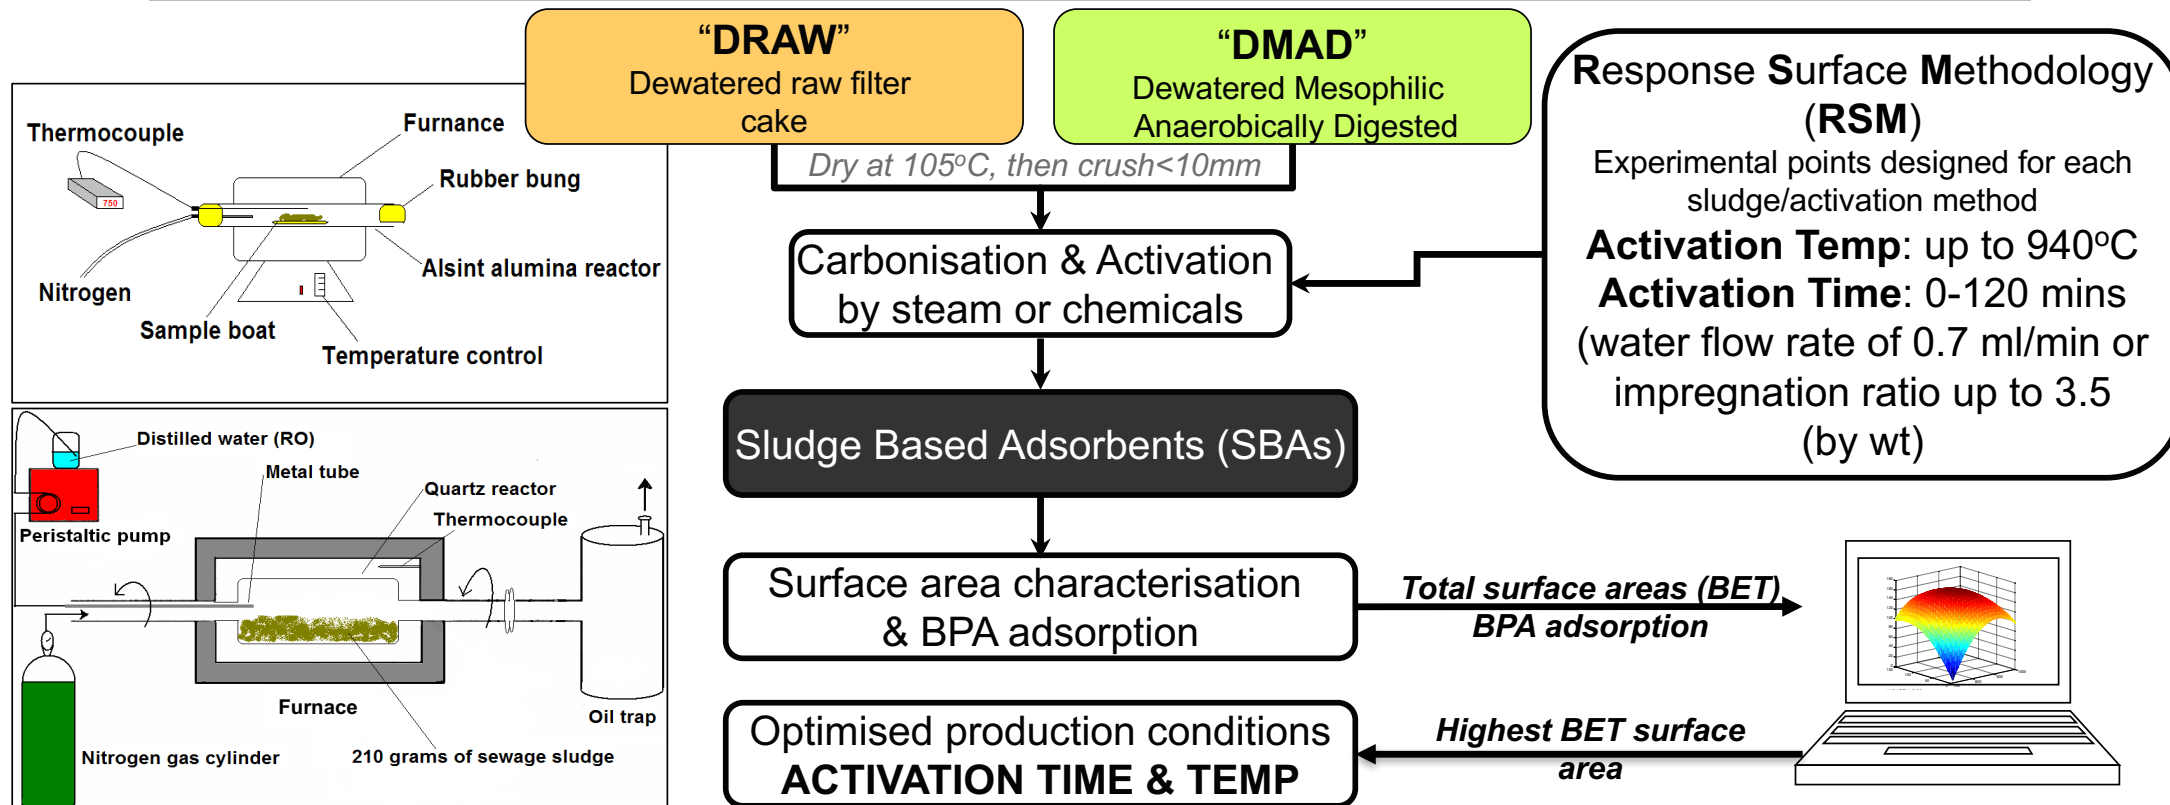 “DRAW”
Dewatered raw filter
cake
“DMAD”
Dewatered Mesophilic
Anaerobically Digested
Dry at 105°C, then crush<10mm
Response Surface Methodology
(RSM)
Experimental points designed for each
sludge/activation method
Activation Temp: up to 940°C
Activation Time: 0-120 mins
(water flow rate of 0.7 ml/min or
impregnation ratio up to 3.5
(by wt)
Thermocouple
Furnance
Rubber bung
750
Alsint alumina reactor
Nitrogen
Sample boat
Temperature control
Carbonisation & Activation
by steam or chemicals
Sludge Based Adsorbents (SBAs)
Distilled water (RO)
Metal tube
Quartz reactor
Thermocouple
Peristaltic pump
Furnace
Oil trap
Nitrogen gas cylinder
210 grams of sewage sludge
Surface area characterisation
& BPA adsorption
Total surface areas (BET)
BPA adsorption
Optimised production conditions
ACTIVATION TIME & TEMP
Highest BET surface
area